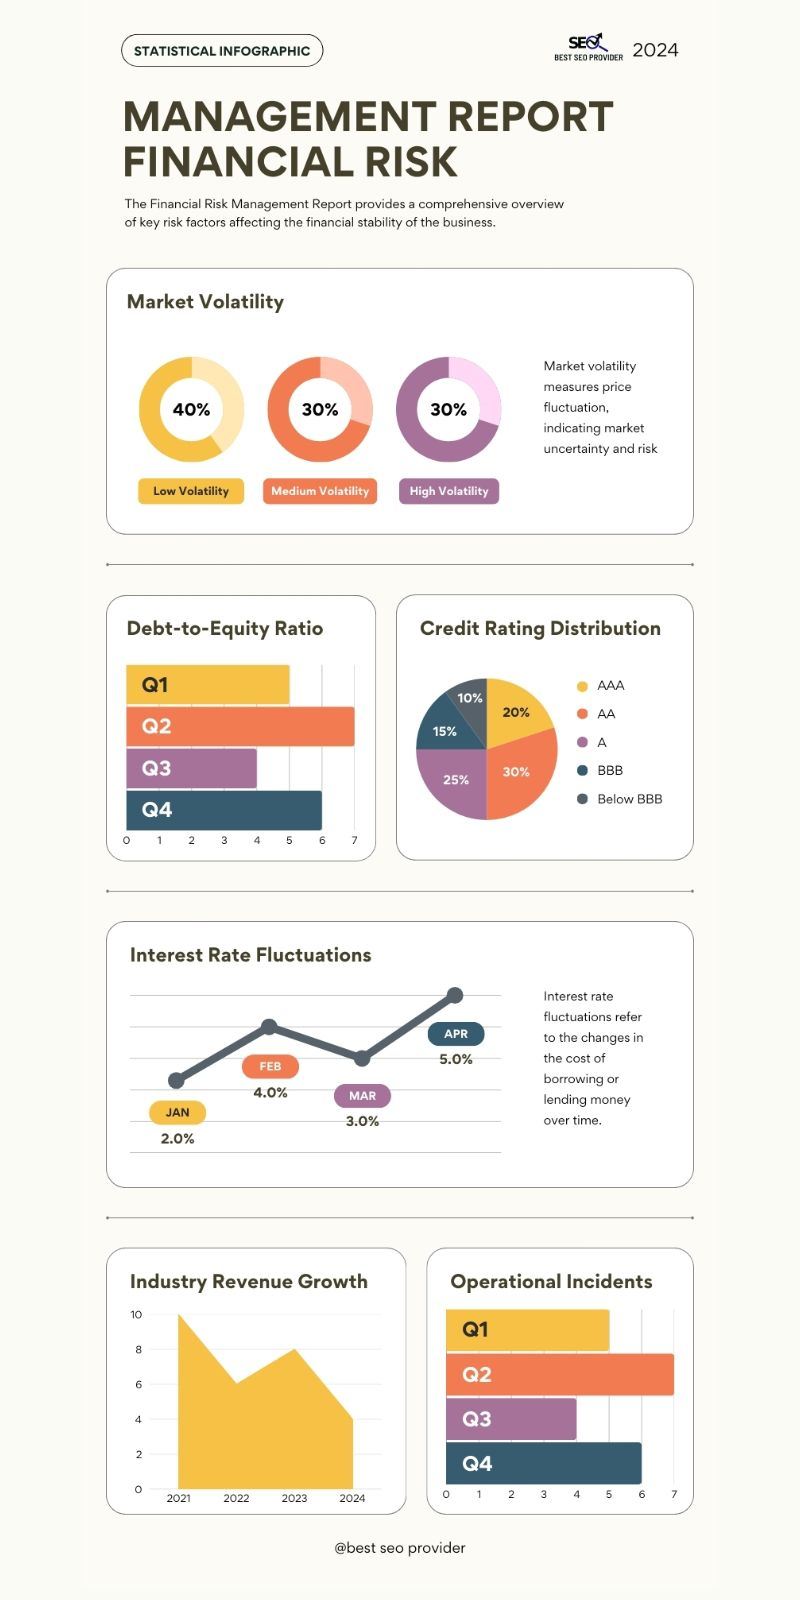 STATISTICAL INFOGRAPHIC
SEO
BEST SEO PROVIDER
2024
MANAGEMENT REPORT
FINANCIAL RISK
The Financial Risk Management Report provides a comprehensive overview
of key risk factors affecting the financial stability of the business.
Market Volatility
40%
30%
30%
Low Volatility
Medium Volatility
High Volatility
Market volatility
measures price
fluctuation,
indicating market
uncertainty and risk
Debt-to-Equity Ratio
Q1
Q2
Q3
Q4
0 1 2 3 4 5 6 7
Credit Rating Distribution
10%
20%
15%
30%
25%
AAA
AA
A
BBB
Below BBB
Interest Rate Fluctuations
JAN
2.0%
FEB
4.0%
MAR
3.0%
APR
5.0%
Interest rate
fluctuations refer
to the changes in
the cost of
borrowing or
lending money
over time.
Industry Revenue Growth
10
8
6
4
2
0
2021 2022 2023 2024
Operational Incidents
Q1
Q2
Q3
Q4
0 1 2 3 4 5 6 7
@best seo provider